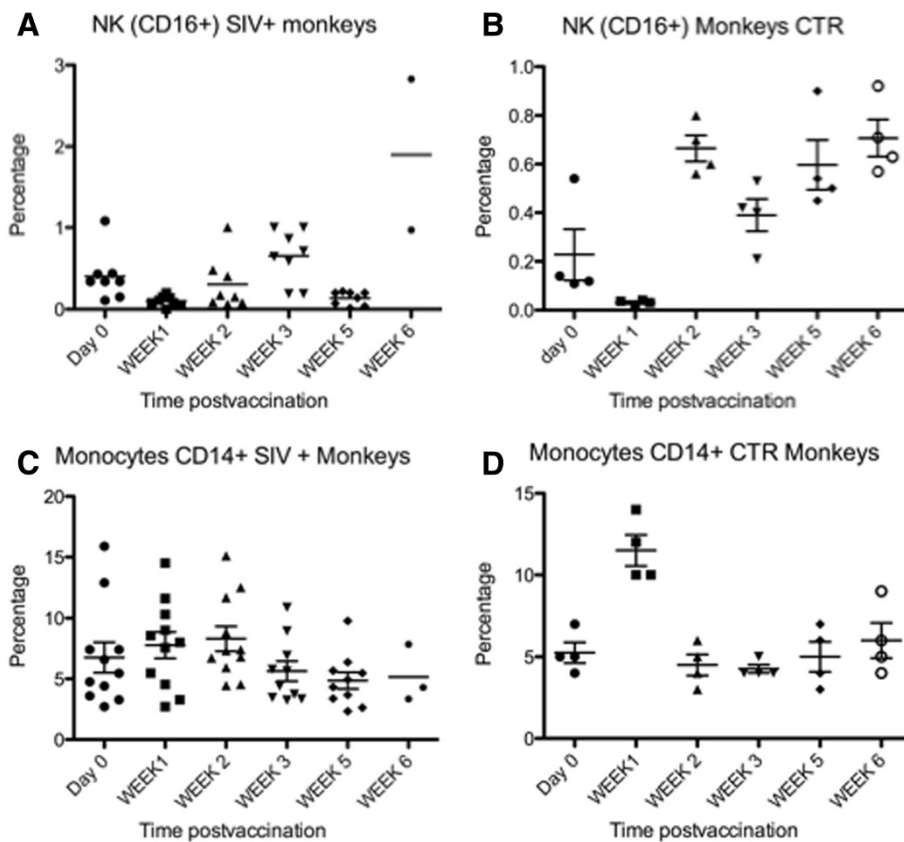 A
NK (CD16+) SIV+ monkeys
Percentage
3
2
1
0
Day 0
WEEK1
WEEK 2
WEEK 3
WEEK 5
WEEK 6
Time postvaccination
B
NK (CD16+) Monkeys CTR
Percentage
1.0
0.8
0.6
0.4
0.2
0.0
day 0
WEEK 1
WEEK 2
WEEK 3
WEEK 5
WEEK 6
Time postvaccination
C
Monocytes CD14+ SIV + Monkeys
Percentage
20
15
10
5
0
Day 0
WEEK1
WEEK 2
WEEK 3
WEEK 5
WEEK 6
Time postvaccination
D
Monocytes CD14+ CTR Monkeys
Percentage
15
10
5
0
Day 0
WEEK1
WEEK 2
WEEK 3
WEEK 5
WEEK 6
Time postvaccination